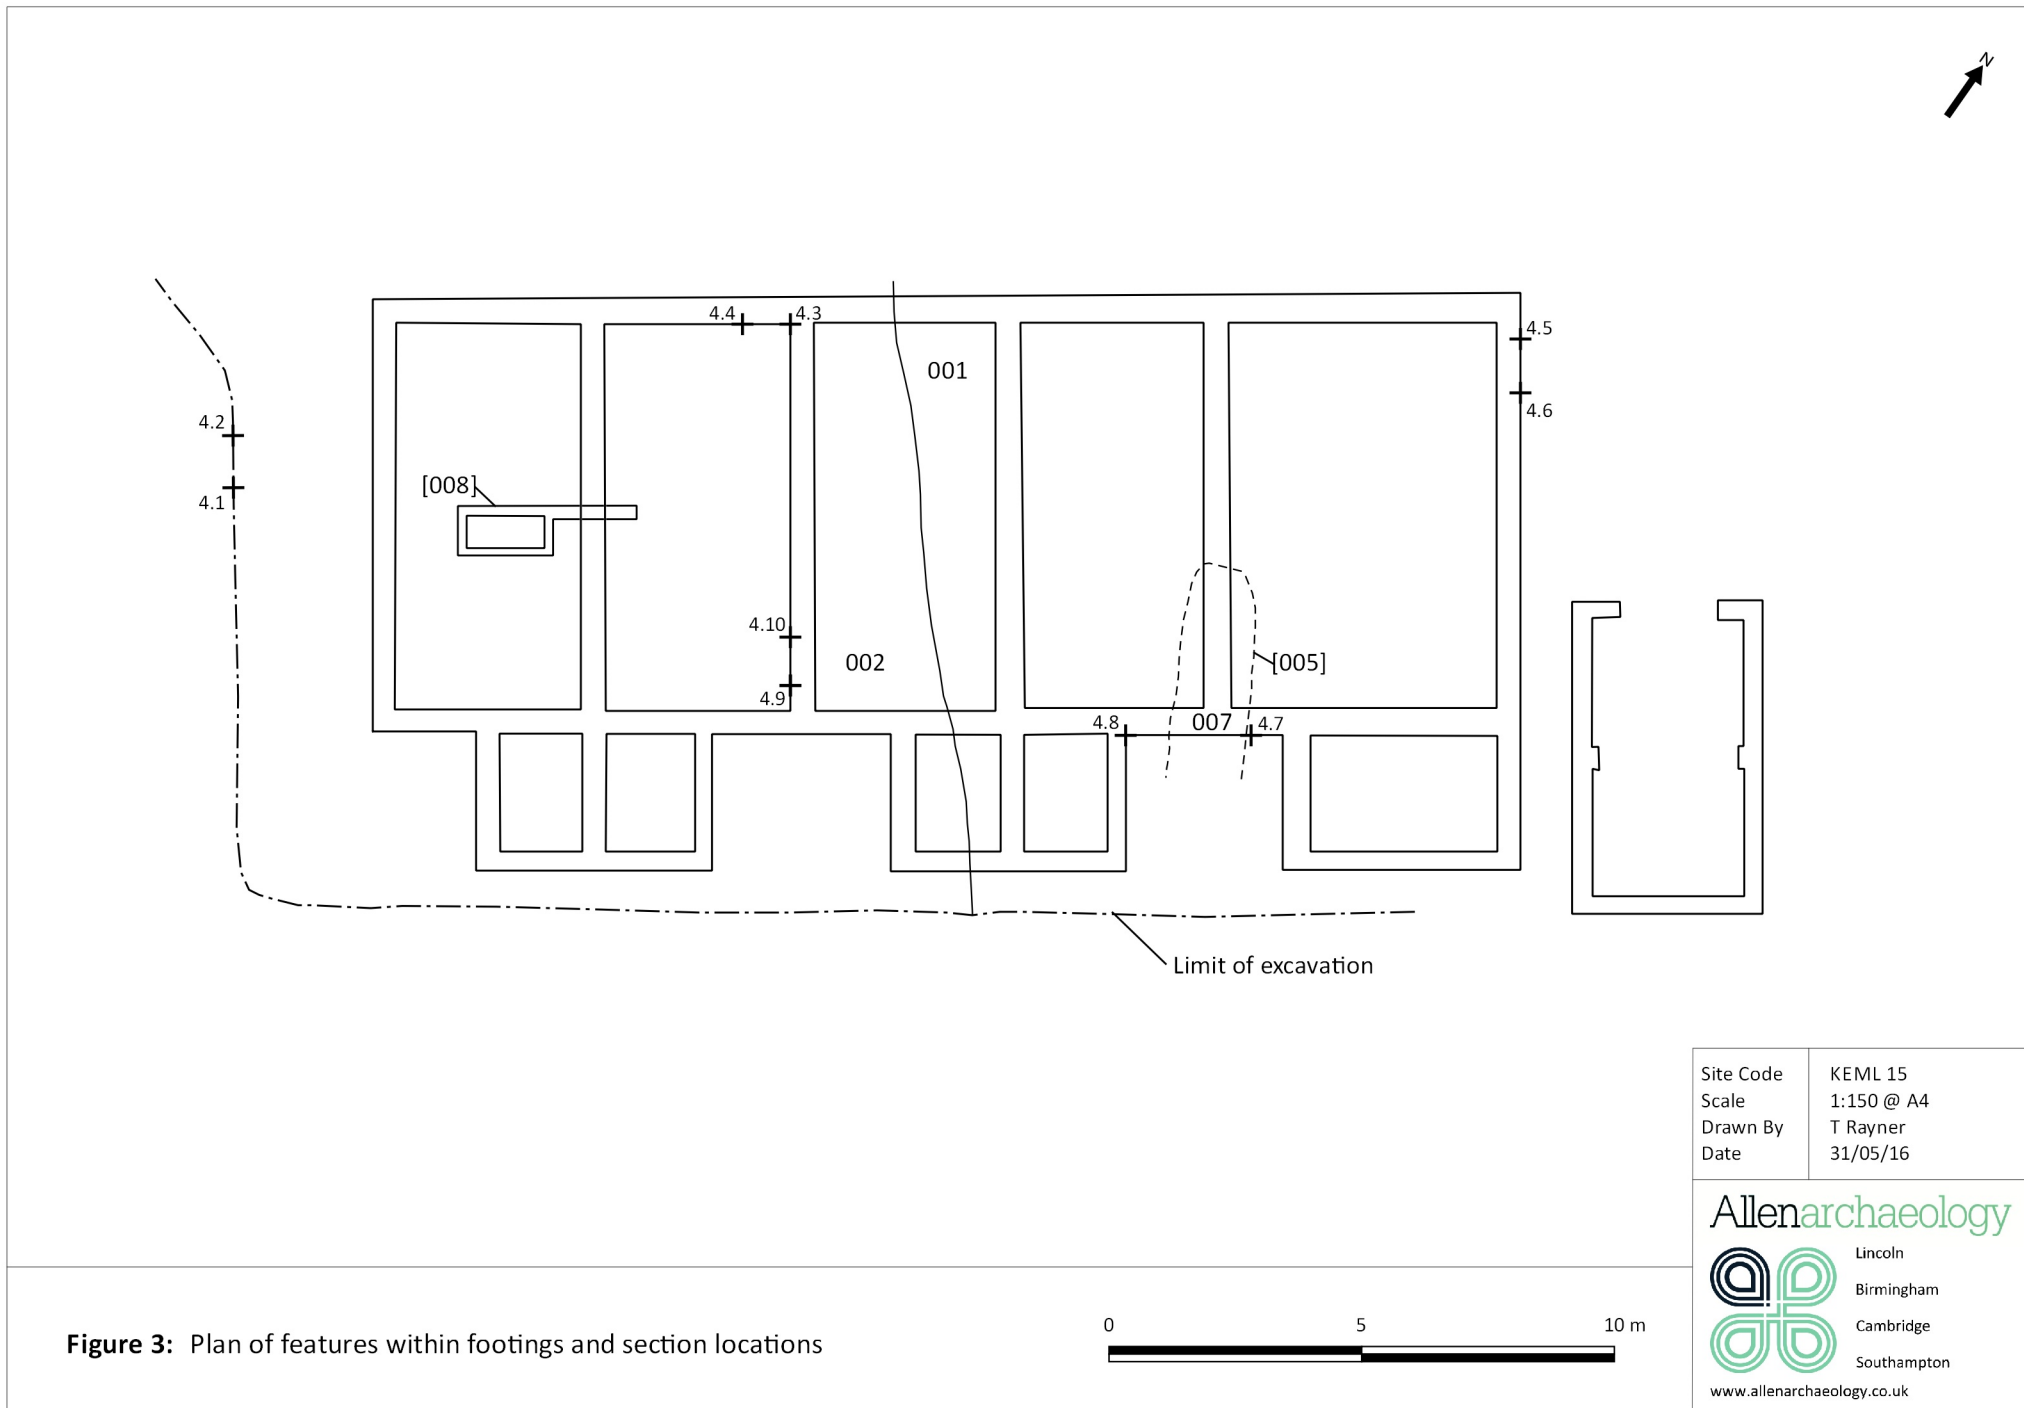 N
4.4
4.3
4.5
001
4.6
4.2
[008]
4.1
4.10
002
[005]
4.9
4.8
007
4.7
Limit of excavation
Site Code KEML 15
Scale 1:150 @ A4
Drawn By T Rayner
Date 31/05/16
Allenarchaeology
Lincoln
Birmingham
Cambridge
Southampton
www.allenarchaeology.co.uk
0 5 10 m
Figure 3: Plan of features within footings and section locations